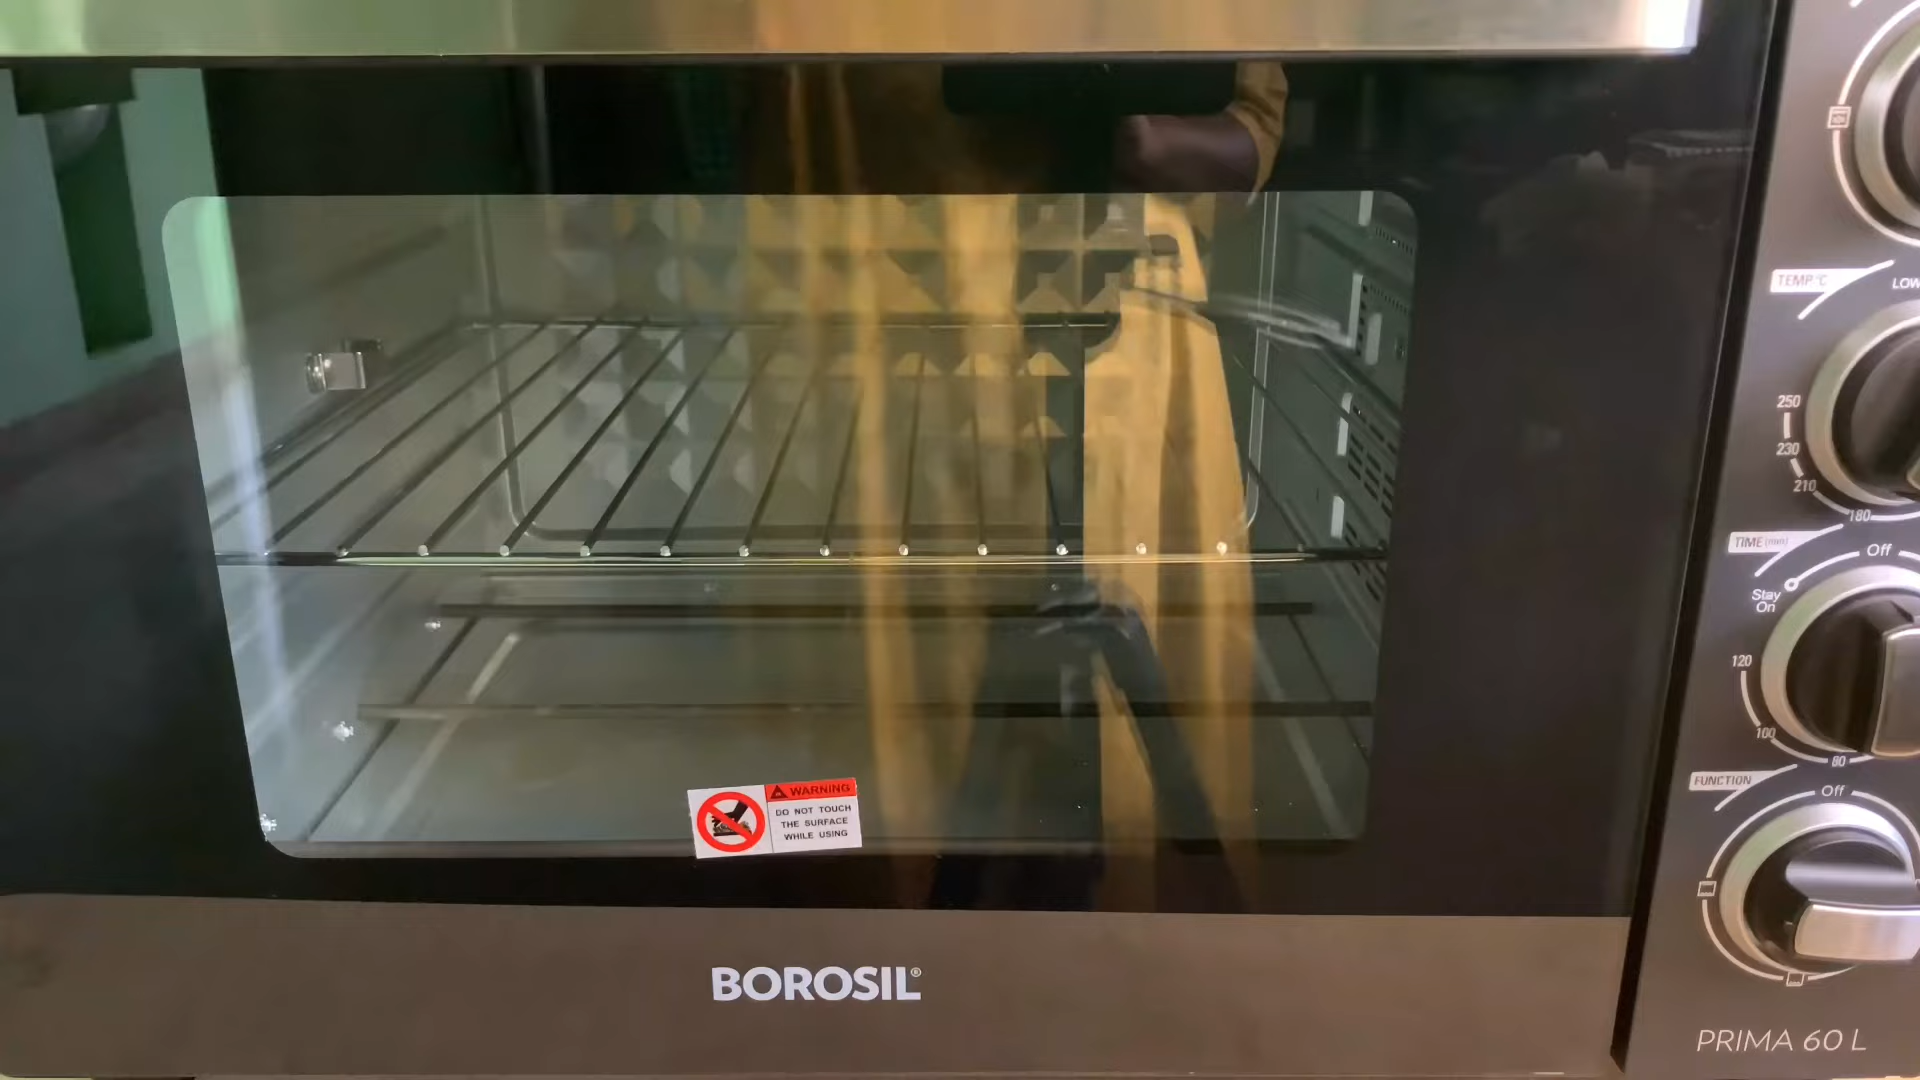 TEMP.°C
LOW
250
230
210
180
TIME (min)
Off
Stay
On
120
100
80
FUNCTION
Off
WARNING
DO NOT TOUCH
THE SURFACE
WHILE USING
BOROSIL®
PRIMA 60 L